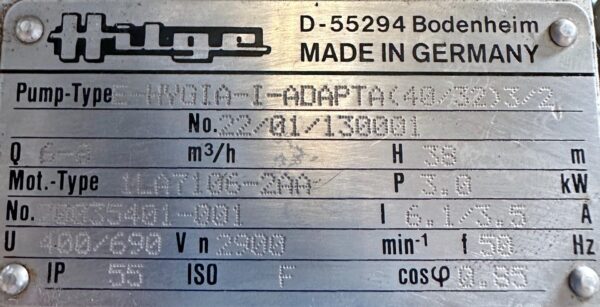 Hilge
D-55294 Bodenheim
MADE IN GERMANY
Pump-Type E-HYGIA-I-ADAPTA(40/32)3/2
No. 22/01/130001
Q m³/h H 38 m
Mot.-Type 1LA7106-2AA P 3.0 kW
No. I 6.1/3.5 A
U 400/690 V n 2900 min-1 f 50 Hz
IP 55 ISO F cosφ 0.85